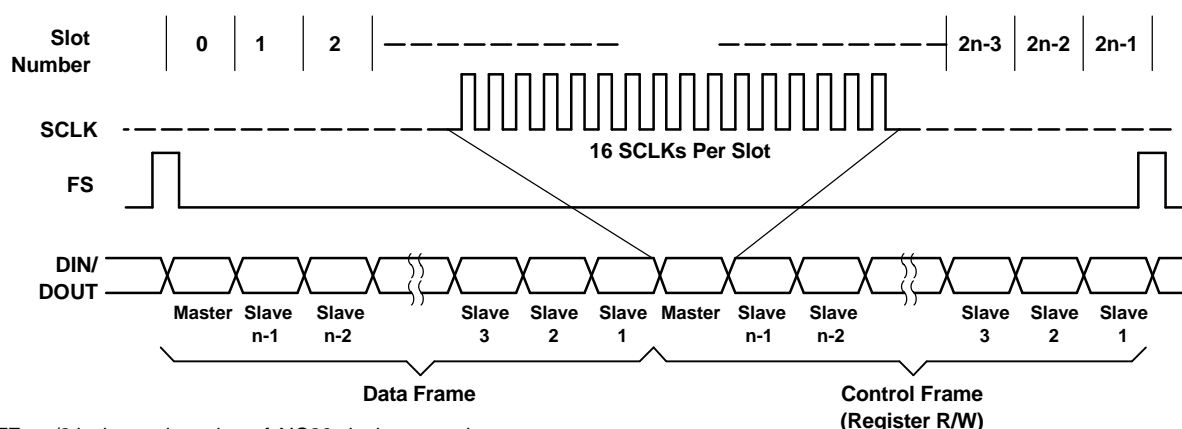 Slot Number
0 1 2 2n-3 2n-2 2n-1
SCLK
16 SCLKs Per Slot
FS
DIN/
DOUT
Master Slave n-1 Slave n-2 Slave 3 Slave 2 Slave 1 Master Slave n-1 Slave n-2 Slave 3 Slave 2 Slave 1
Data Frame
Control Frame
(Register R/W)